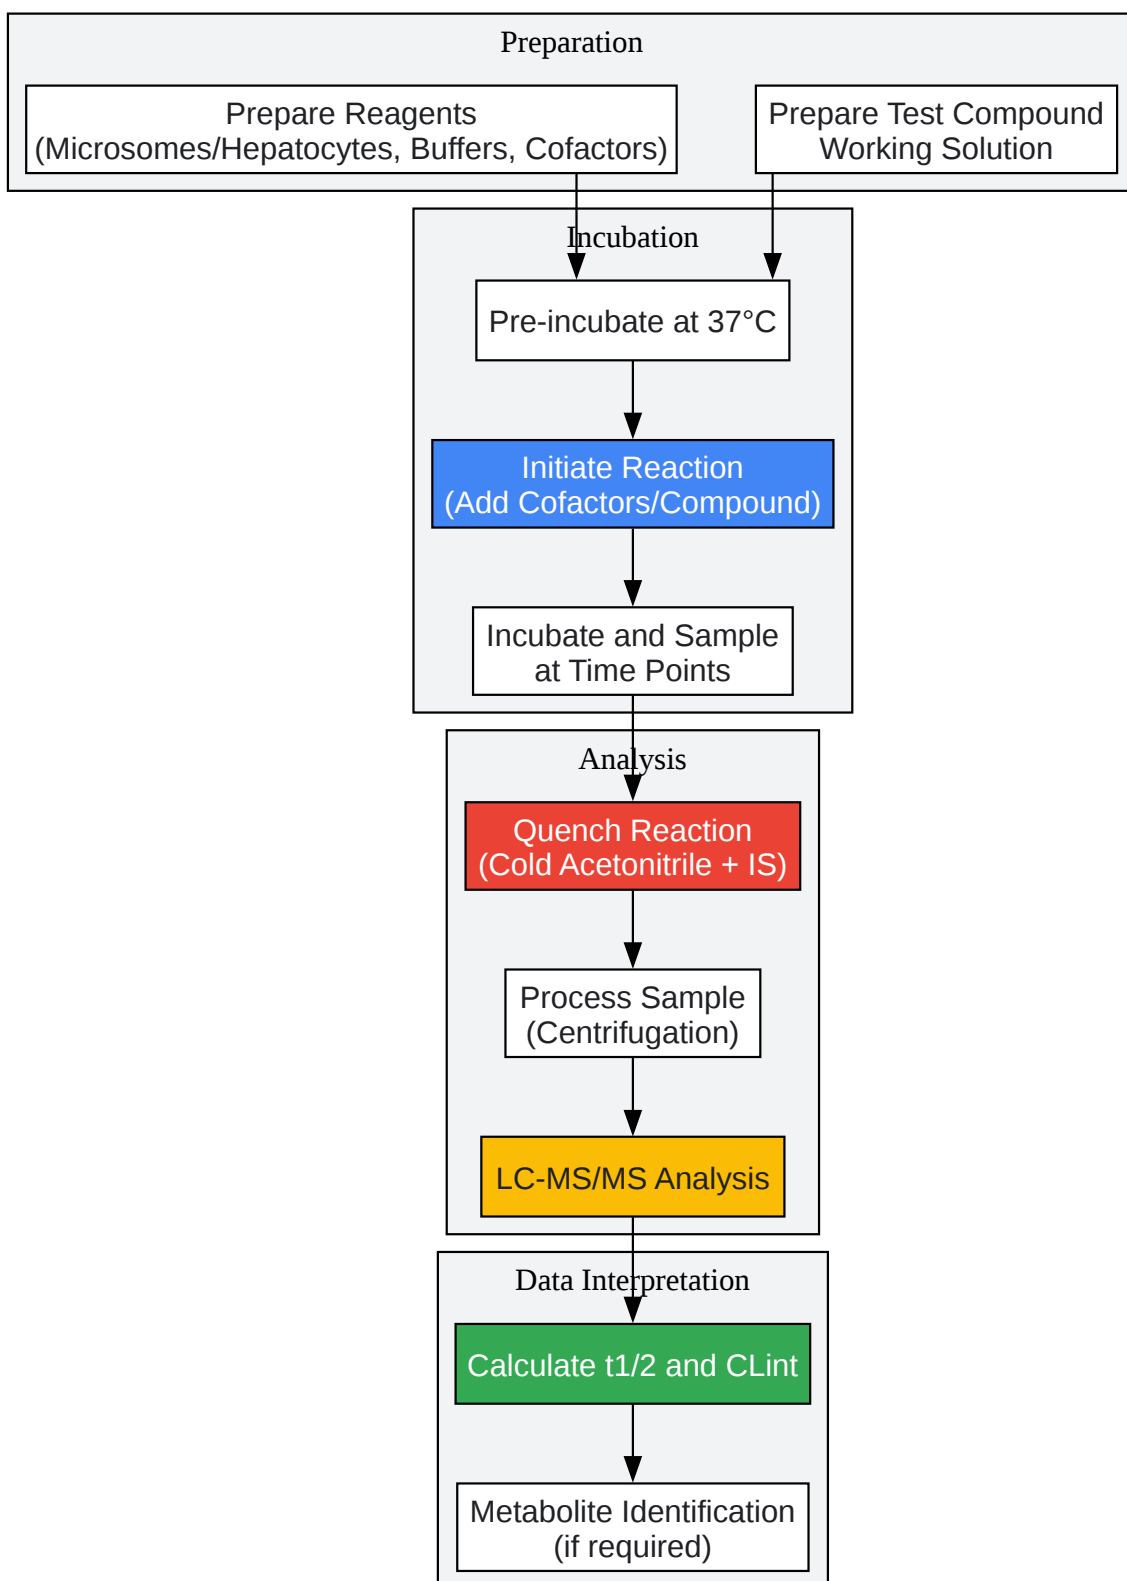 Preparation
Prepare Reagents
(Microsomes/Hepatocytes, Buffers, Cofactors)
Prepare Test Compound
Working Solution
Incubation
Pre-incubate at 37°C
Initiate Reaction
(Add Cofactors/Compound)
Incubate and Sample
at Time Points
Analysis
Quench Reaction
(Cold Acetonitrile + IS)
Process Sample
(Centrifugation)
LC-MS/MS Analysis
Data Interpretation
Calculate t1/2 and CLint
Metabolite Identification
(if required)